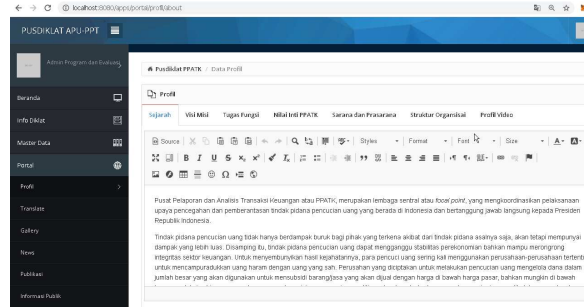 localhost:8080/apps/portal/profil/about
PUSDIKLAT APU-PPT
Admin Program dan Evaluasi
Pusdiklat PPATK / Data Profil
Profil
Beranda
Sejarah Visi Misi Tugas Fungsi Nilai Inti PPATK Sarana dan Prasaraea Struktur Organsisai Profil Video
Info Diklat
Master Data
Source Styles Format Font Size
Portal
Profil
Translate
Gallery
News
Publikasi
Informasi Publik
Pusat Pelaporan dan Analisis Transaksi Keuangan atau PPATK, merupakan lembaga sentral atau focal point, yang mengkoordinasikan pelaksanaan
upaya pencegahan dan pemberantasan tindak pidana pencucian uang yang berada di Indonesia dan bertanggung jawab langsung kepada Presiden
Republik Indonesia.
Tindak pidana pencucian uang tidak hanya berdampak buruk bagi pihak yang terkena akibat dari tindak pidana asalnya saja, akan tetapi mempunyai
dampak yang lebih luas. Disamping itu, tindak pidana pencucian uang dapat mengganggu stabilitas perekonomian bahkan mampu merongrong
integritas sektor keuangan. Untuk menyembunyikan hasil kejahatannya, para pencuci uang sering kali menggunakan perusahaan-perusahaan tertent
untuk mencampuradukkan uang haram dengan uang yang sah. Perusahan yang diciptakan untuk melakukan pencucian uang mengelola dana dalam
jumlah besar yang akan digunakan untuk mensubsidi barang/jasa yang akan dijual dengan harga di bawah harga pasar, bahkan mungkin di bawah